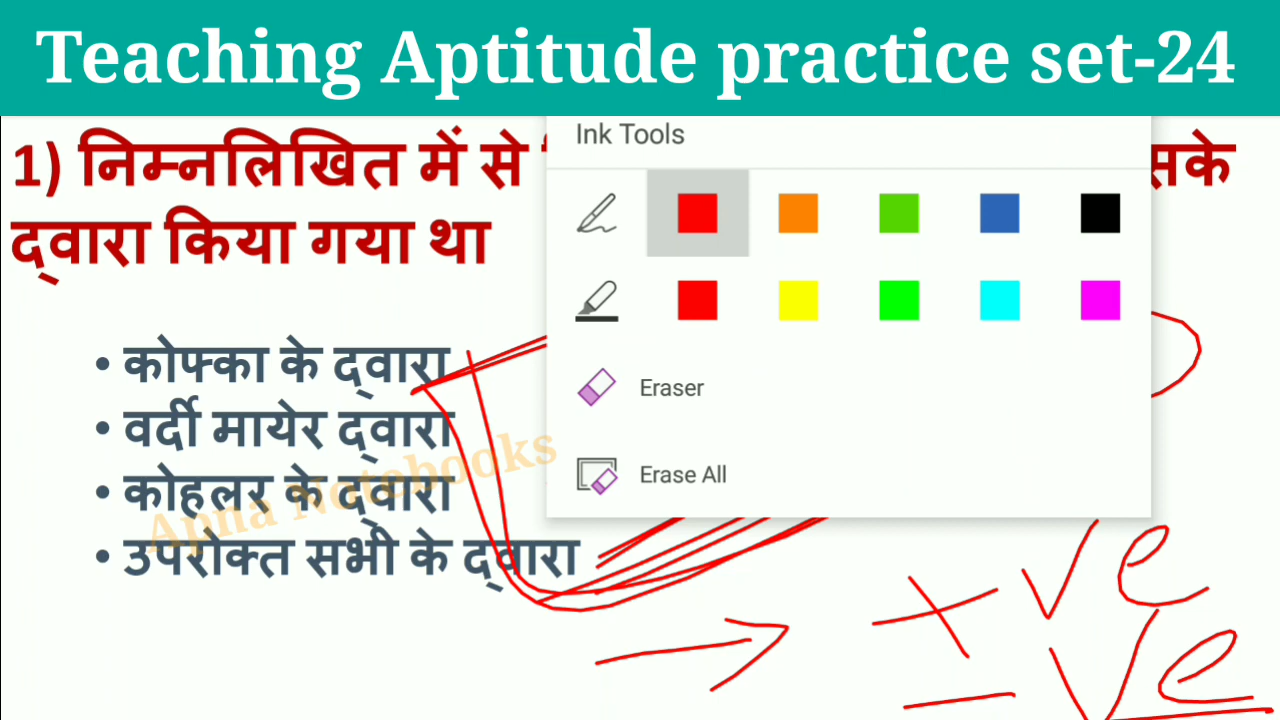 Teaching Aptitude practice set-24
Ink Tools
1) निम्नलिखित में से
द्वारा किया गया था
Eraser
• कोफ्का के द्वारा
• वर्दी मायेर द्वारा
Erase All
• कोहलर के द्वारा
Apna Notebooks
• उपरोक्त सभी के द्वारा
+ve
-ve